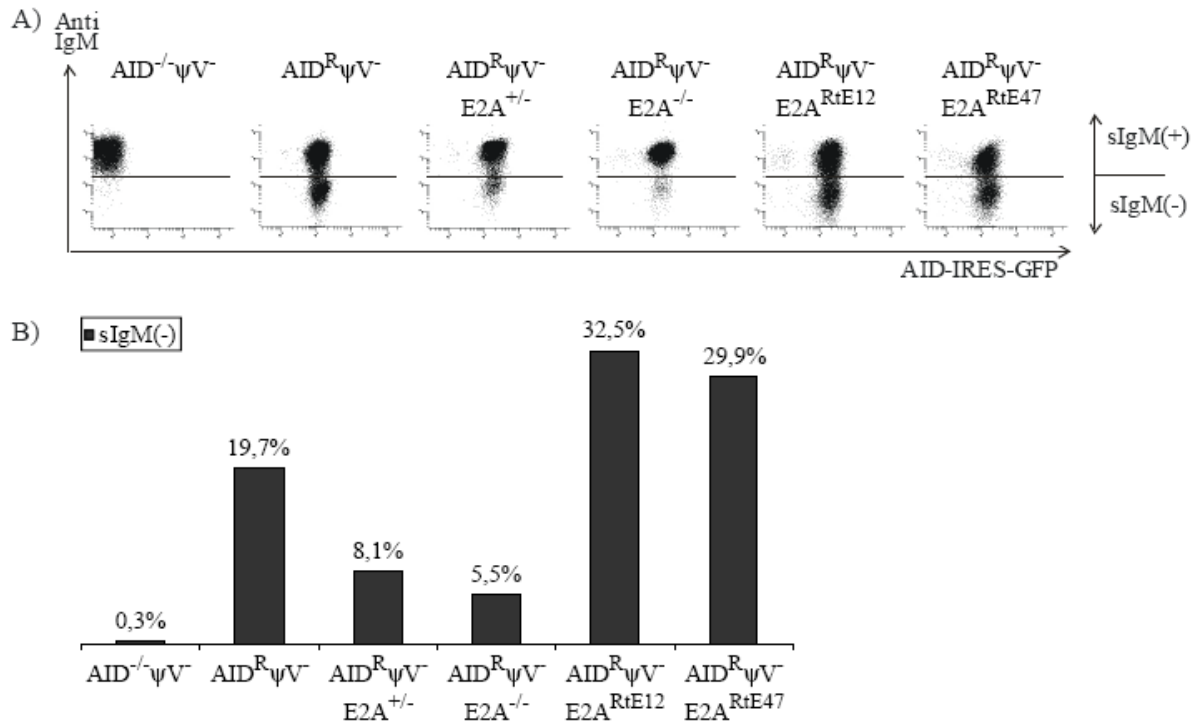 A)
Anti
IgM
AID-/-ψV-
AIDRψV-
AIDRψV-
E2A+/-
AIDRψV-
E2A-/-
AIDRψV-
E2ARtE12
AIDRψV-
E2ARtE47
sIgM(+)
sIgM(-)
AID-IRES-GFP
B)
sIgM(-)
0,3%
19,7%
8,1%
5,5%
32,5%
29,9%
AID-/-ψV-
AIDRψV-
AIDRψV-
E2A+/-
AIDRψV-
E2A-/-
AIDRψV-
E2ARtE12
AIDRψV-
E2ARtE47